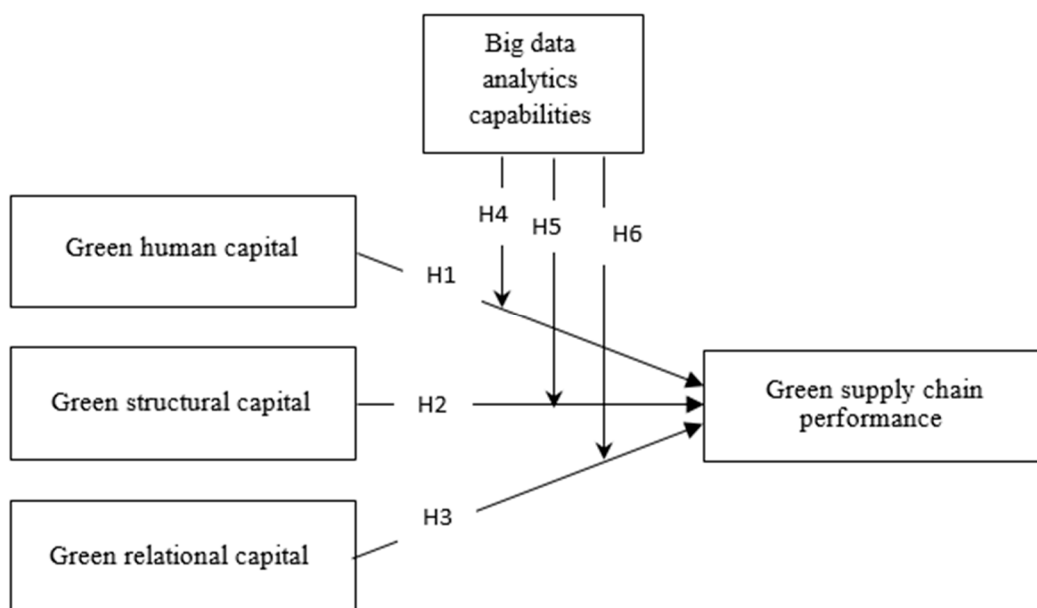 Big data
analytics
capabilities
H4
H5
H6
Green human capital
H1
Green structural capital
H2
Green supply chain
performance
Green relational capital
H3